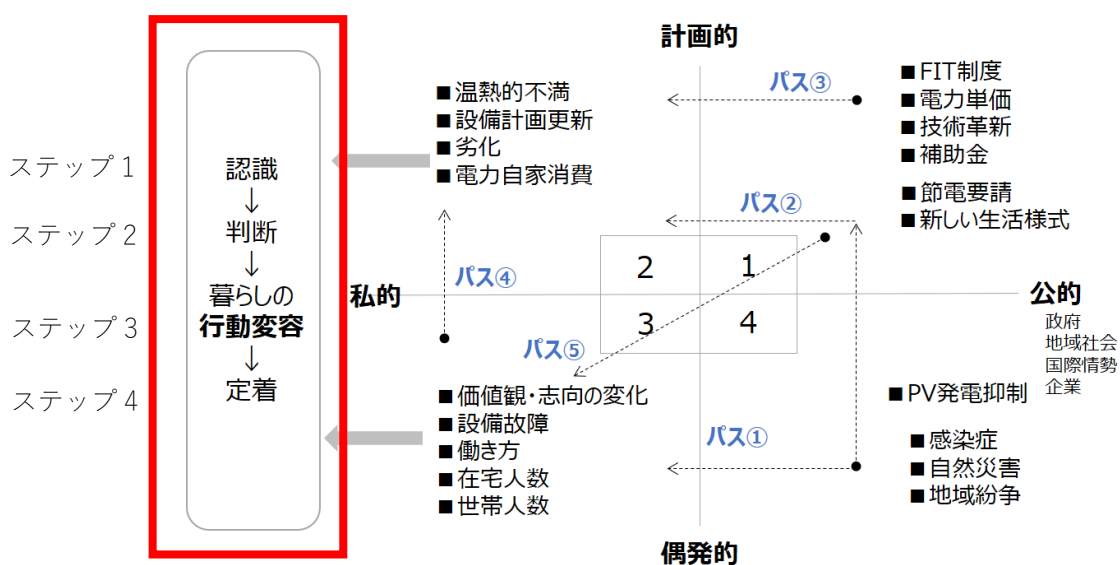 計画的
■FIT制度
■電力単価
■技術革新
■補助金
■節電要請
■新しい生活様式
パス③
■温熱的不満
■設備計画更新
■劣化
■電力自家消費
ステップ1
ステップ2
ステップ3
ステップ4
認識
↓
判断
↓
暮らしの
行動変容
↓
定着
パス②
2
1
3
4
パス④
私的
公的
政府
地域社会
国際情勢
企業
パス⑤
■価値観・志向の変化
■設備故障
■働き方
■在宅人数
■世帯人数
パス①
■PV発電抑制
■感染症
■自然災害
■地域紛争
偶発的